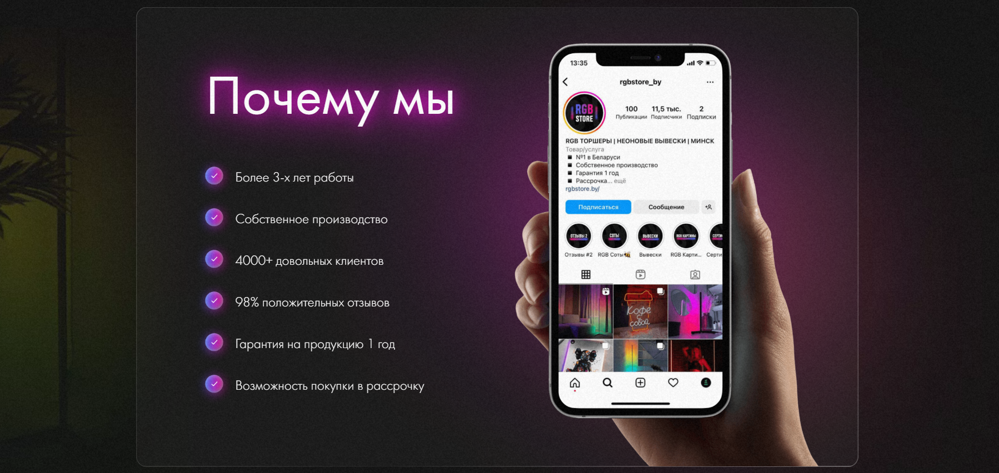 Почему мы
Более 3-х лет работы
Собственное производство
4000+ довольных клиентов
98% положительных отзывов
Гарантия на продукцию 1 год
Возможность покупки в рассрочку
13:35
rgbstore_by
RGB
STORE
100 11,5 тыс. 2
Публикации Подписчики Подписки
RGB ТОРШЕРЫ | НЕОНОВЫЕ ВЫВЕСКИ | МИНСК
Товар/услуга
№1 в Беларуси
Собственное производство
Гарантия 1 год
Рассрочка... ещё
rgbstore.by/
Подписаться Сообщение
ОТЗЫВЫ 2 СОТЫ ВЫВЕСКИ RGB КАРТИНЫ СЕРТИ
Отзывы #2 RGB Соты Вывески RGB Карти... Серти
Кофе
с
собой